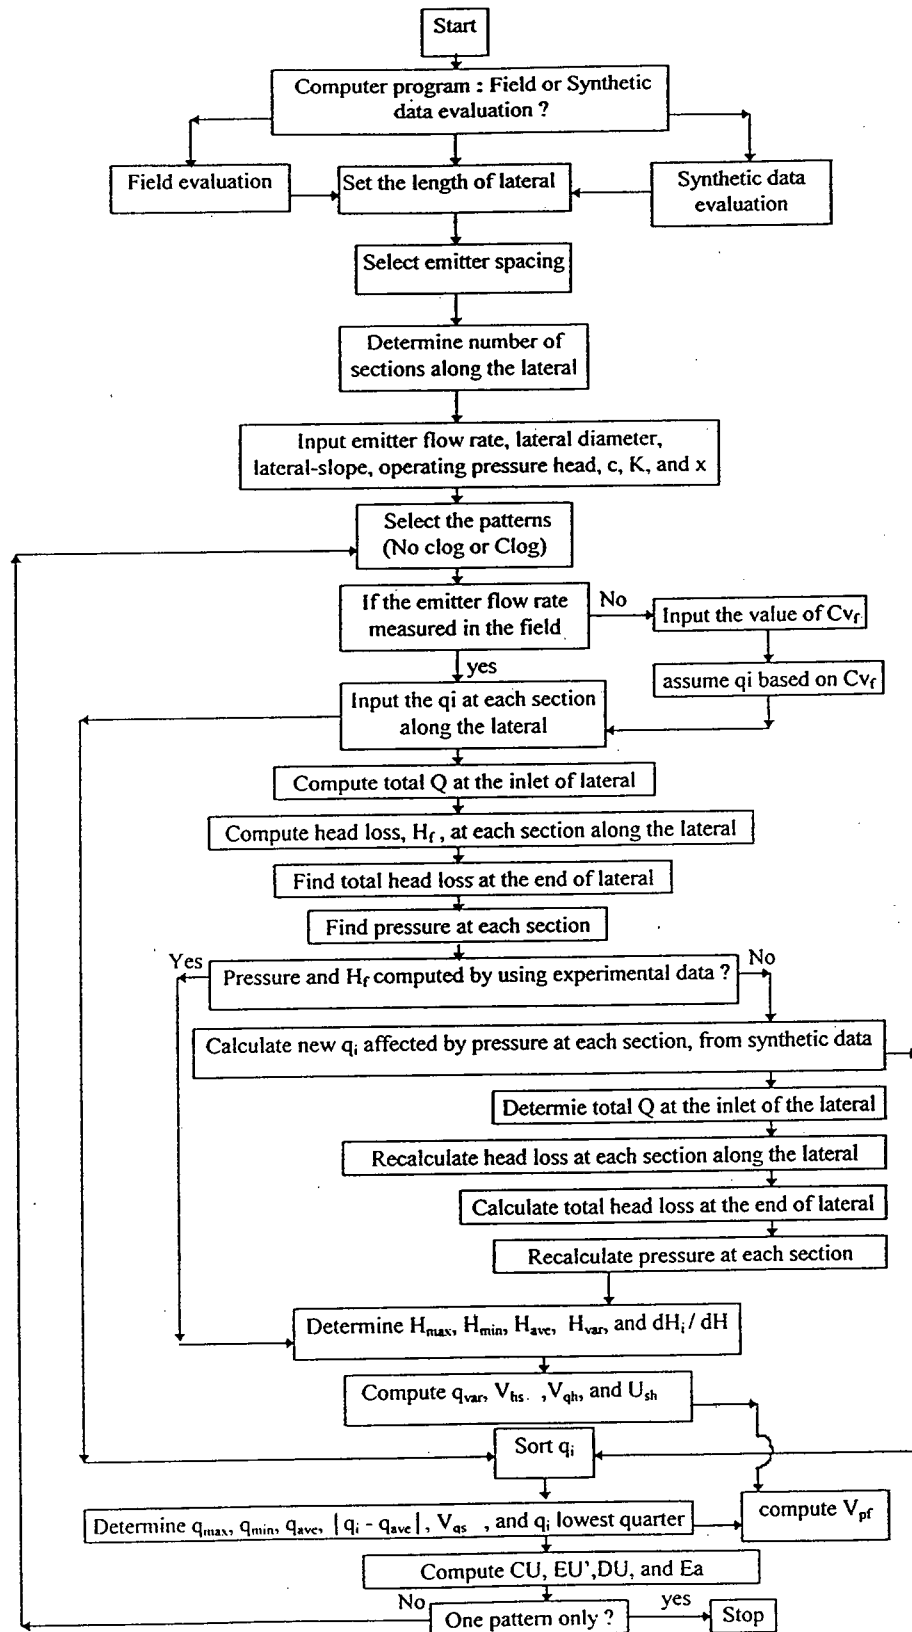 Start
Computer program : Field or Synthetic
data evaluation ?
Field evaluation
Set the length of lateral
Synthetic data
evaluation
Select emitter spacing
Determine number of
sections along the lateral
Input emitter flow rate, lateral diameter,
lateral-slope, operating pressure head, c, K, and x
Select the patterns
(No clog or Clog)
If the emitter flow rate
measured in the field
No
Input the value of Cvf
yes
assume qi based on Cvf
Input the qi at each section
along the lateral
Compute total Q at the inlet of lateral
Compute head loss, Hf , at each section along the lateral
Find total head loss at the end of lateral
Find pressure at each section
Yes
Pressure and Hf computed by using experimental data ?
No
Calculate new qi affected by pressure at each section, from synthetic data
Determie total Q at the inlet of the lateral
Recalculate head loss at each section along the lateral
Calculate total head loss at the end of lateral
Recalculate pressure at each section
Determine Hmax, Hmin, Have, Hvar, and dHi / dH
Compute qvar, Vhs. ,Vqh, and Ush
Sort qi
Determine qmax, qmin, qave, | qi - qave| , Vqs , and qi lowest quarter
compute Vpf
Compute CU, EU',DU, and Ea
No
One pattern only ?
yes
Stop